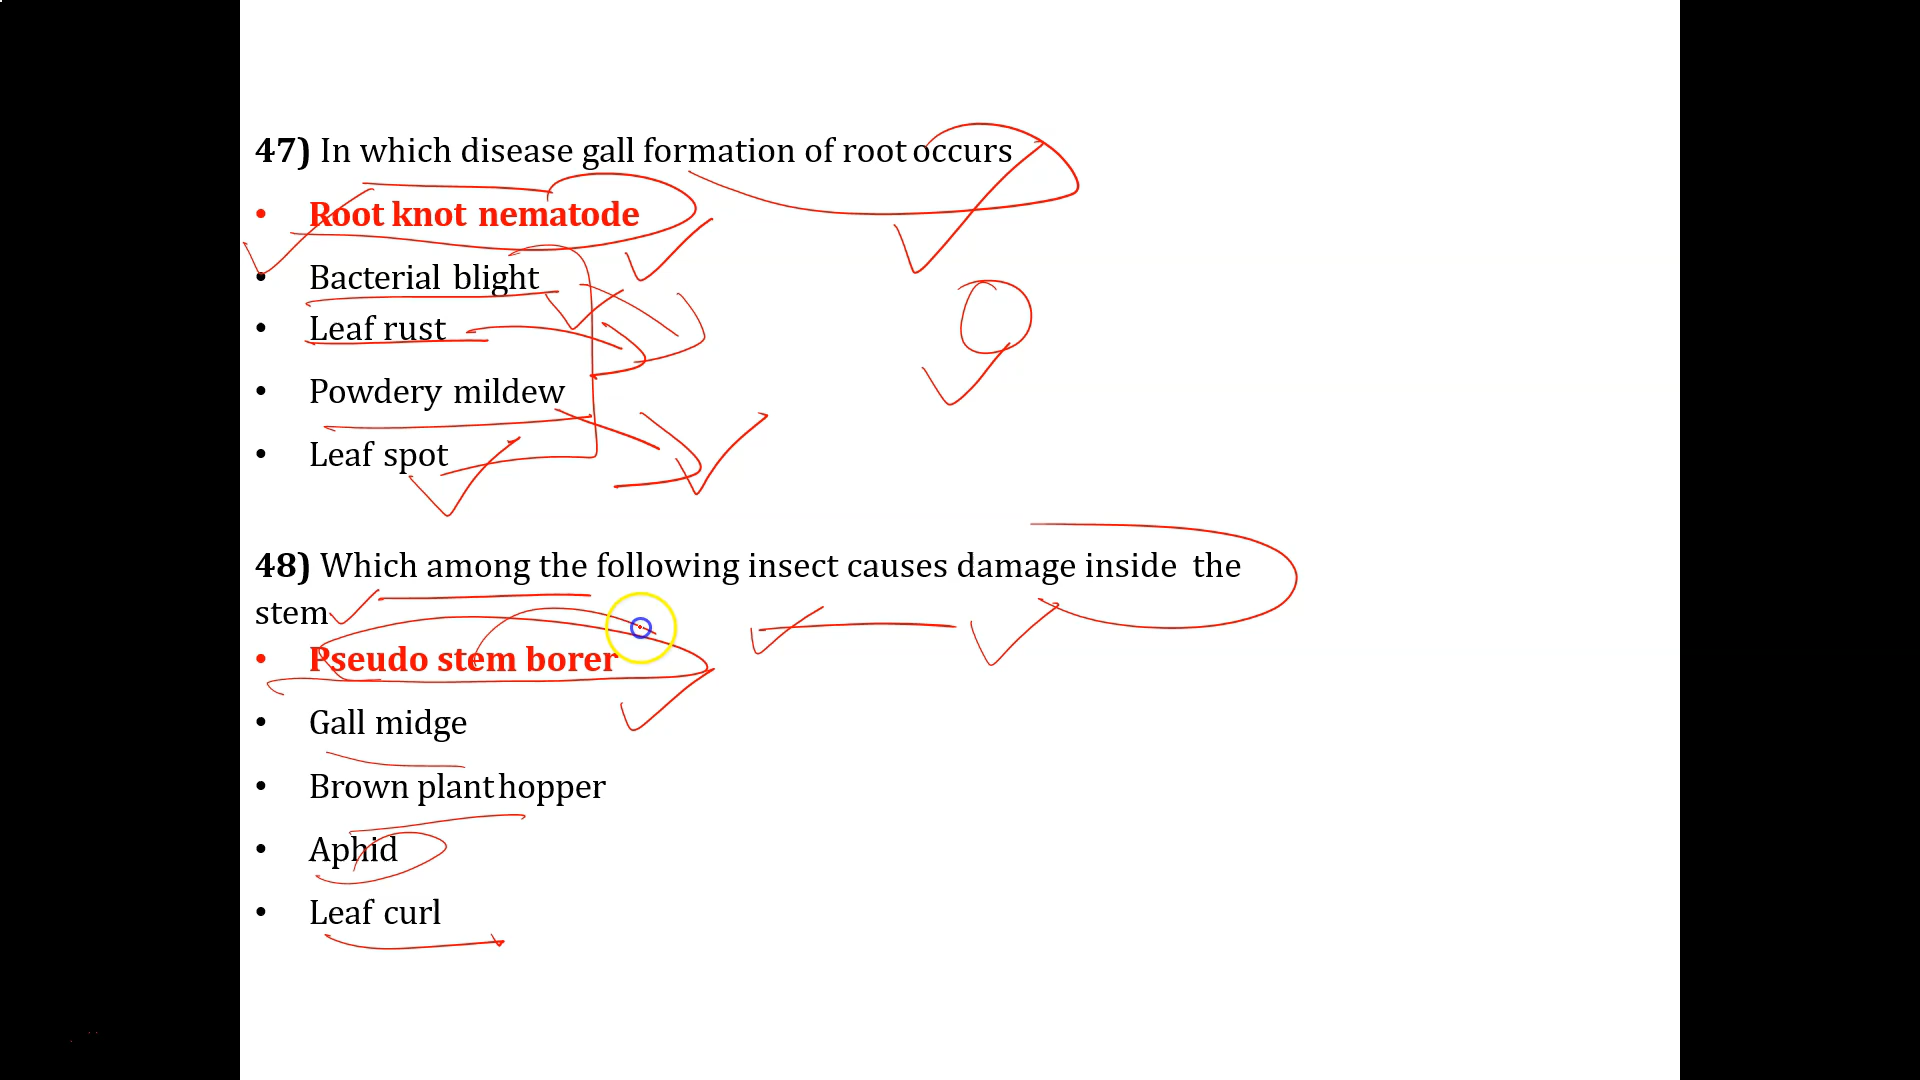 47) In which disease gall formation of root occurs
• Root knot nematode
• Bacterial blight
• Leaf rust
• Powdery mildew
• Leaf spot
48) Which among the following insect causes damage inside the
stem
• Pseudo stem borer
• Gall midge
• Brown plant hopper
• Aphid
• Leaf curl